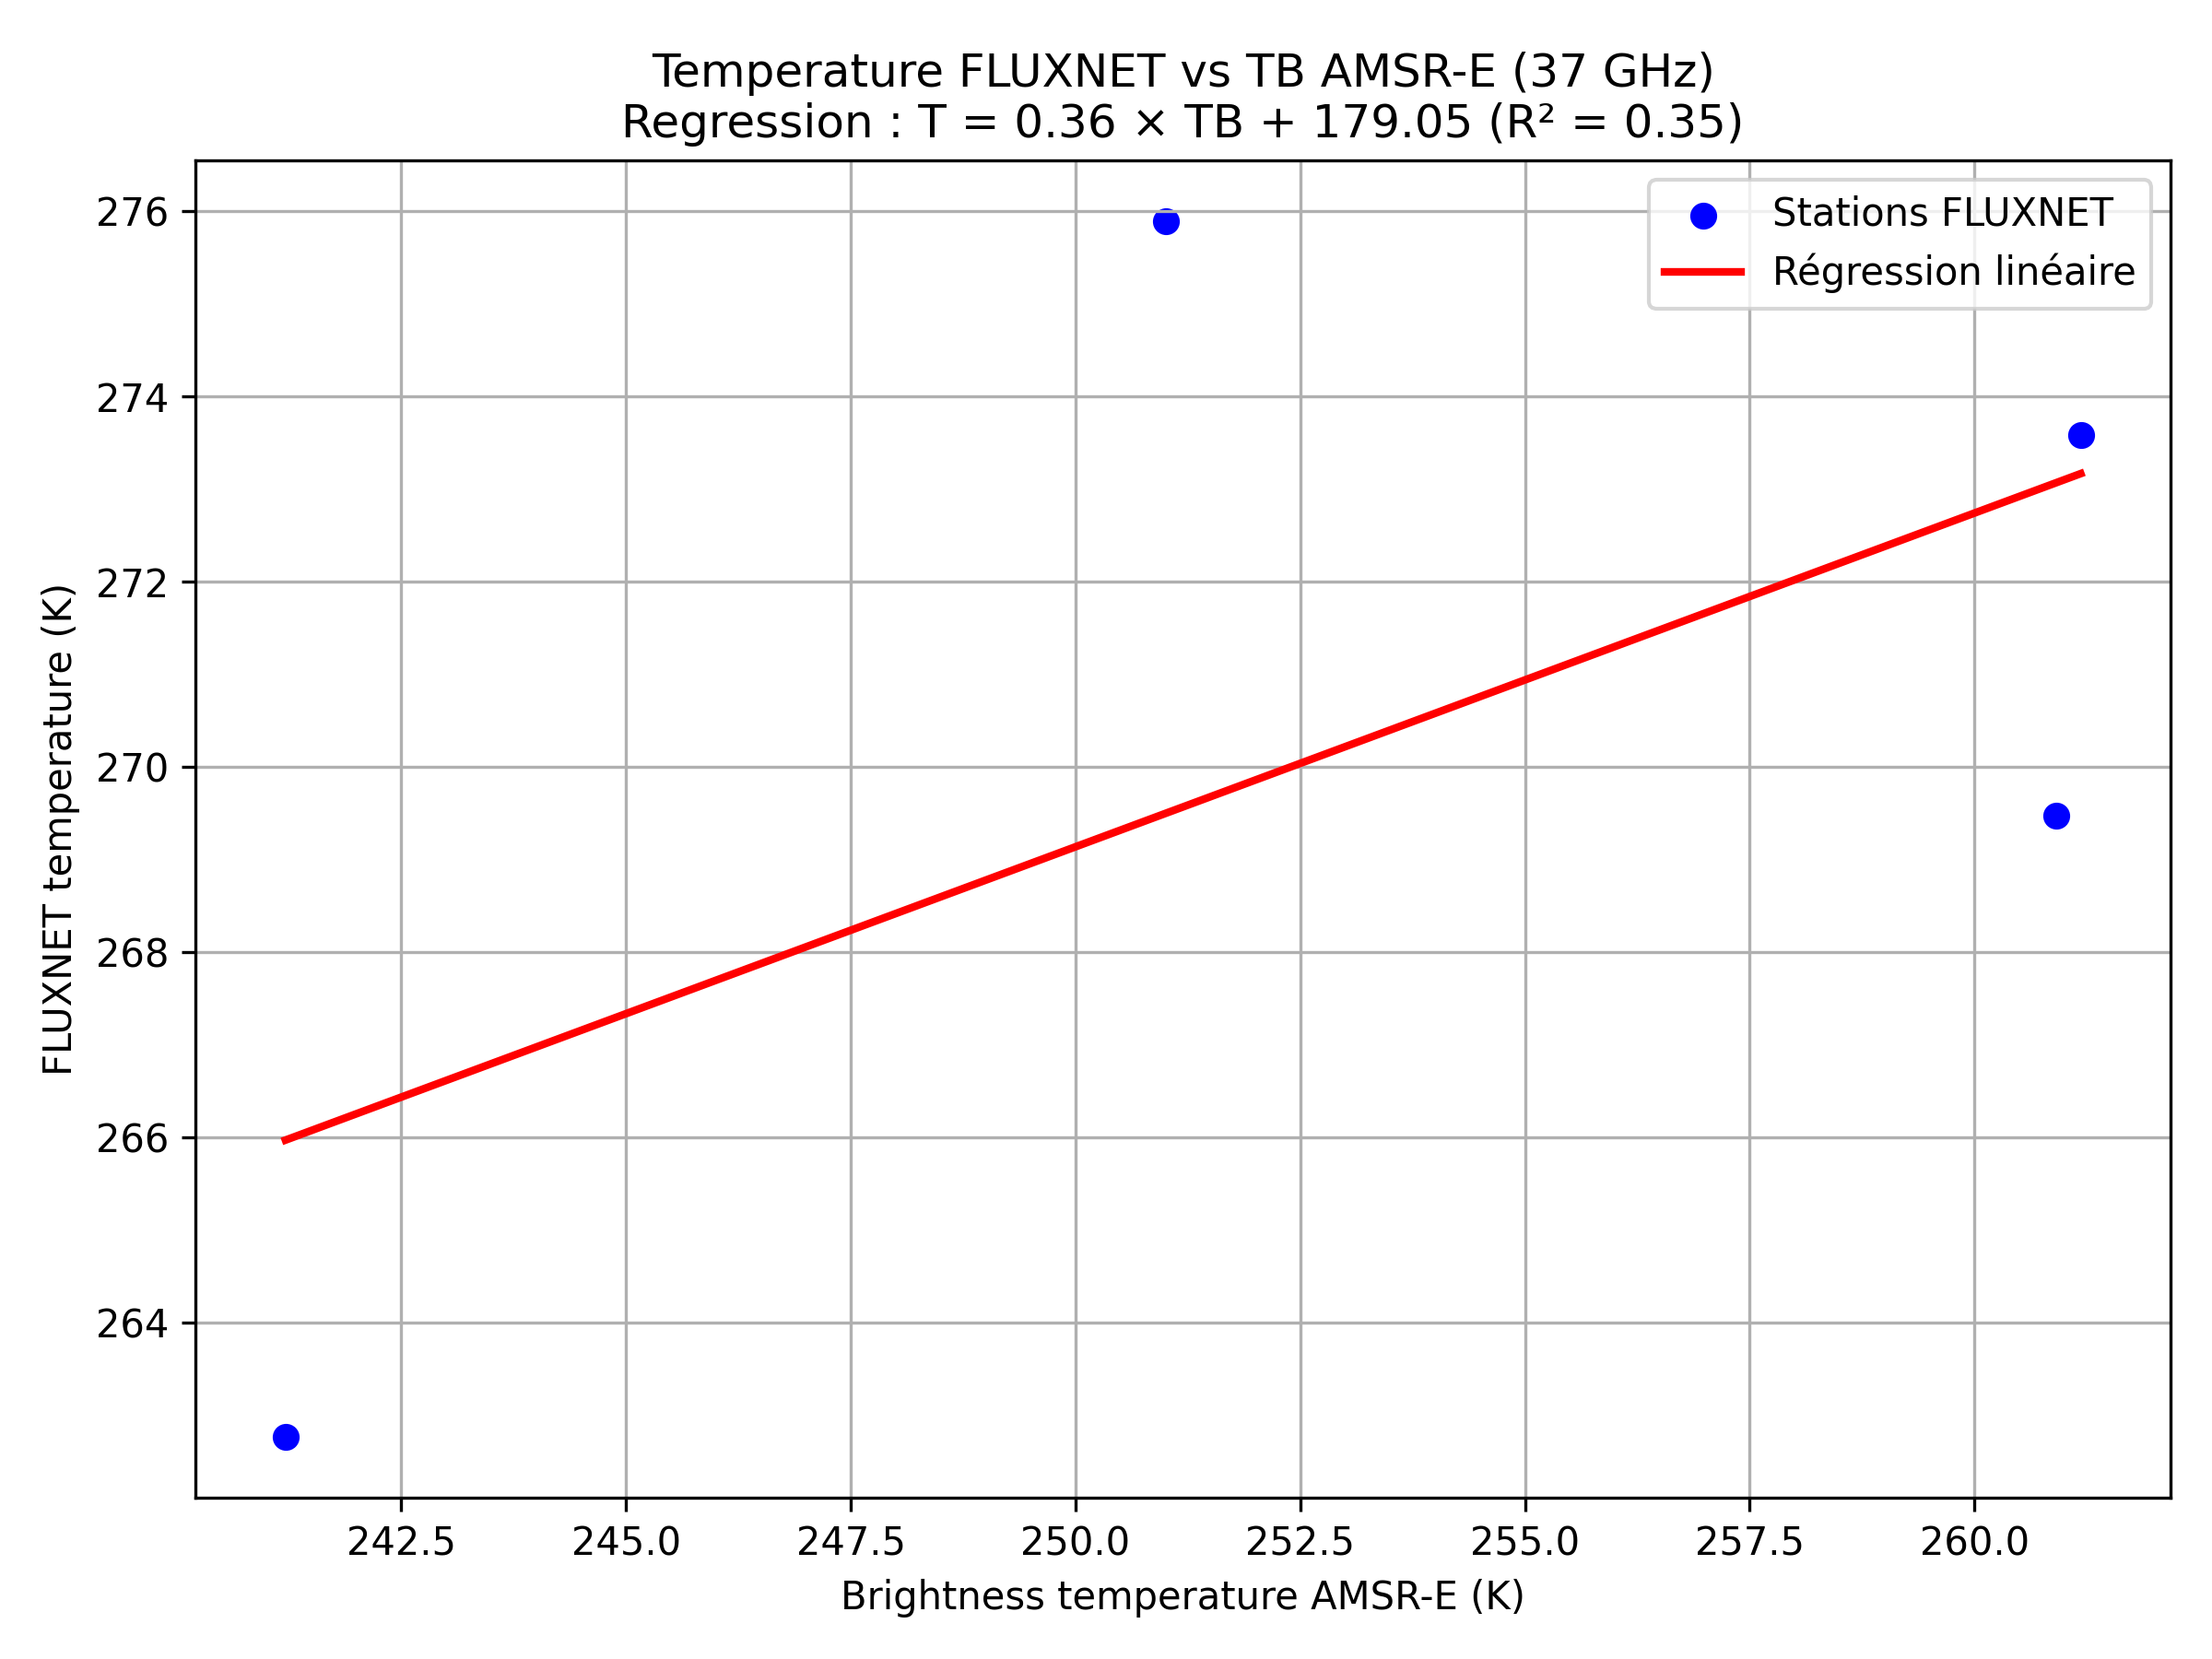 Temperature FLUXNET vs TB AMSR-E (37 GHz)
Regression : T = 0.36 × TB + 179.05 (R² = 0.35)
Stations FLUXNET
Régression linéaire
276
274
272
270
268
266
264
FLUXNET temperature (K)
242.5
245.0
247.5
250.0
252.5
255.0
257.5
260.0
Brightness temperature AMSR-E (K)